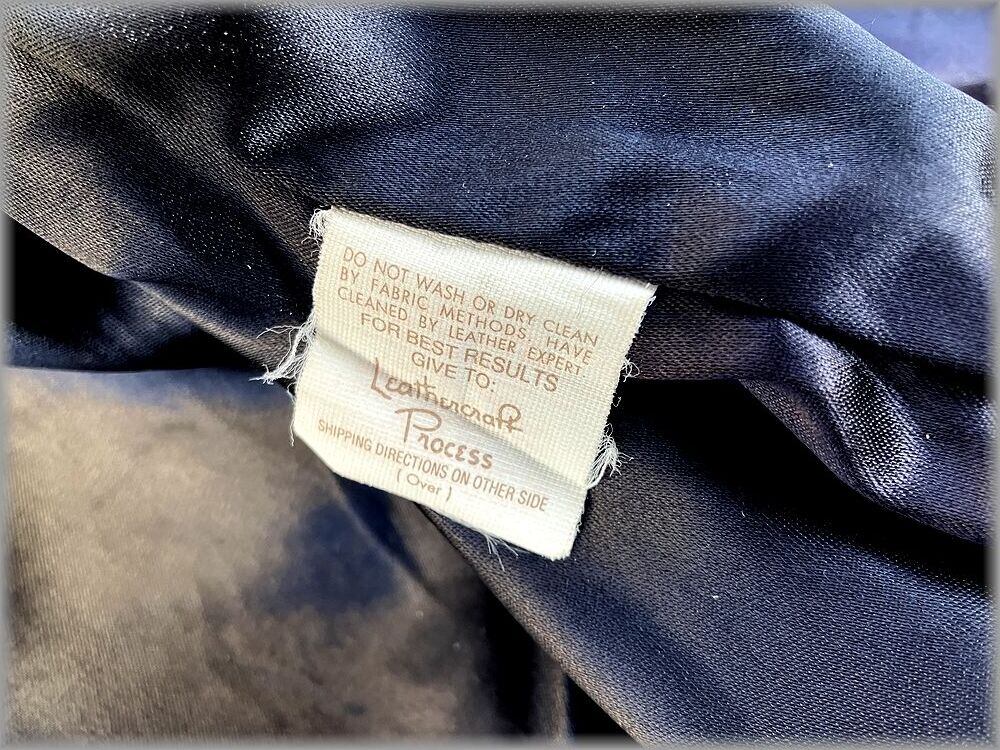 DO NOT WASH OR DRY CLEAN
BY FABRIC METHODS, HAVE
CLEANED BY LEATHER EXPERT
FOR BEST RESULTS
GIVE TO:
Leathercraft
Process
SHIPPING DIRECTIONS ON OTHER SIDE
(Over)